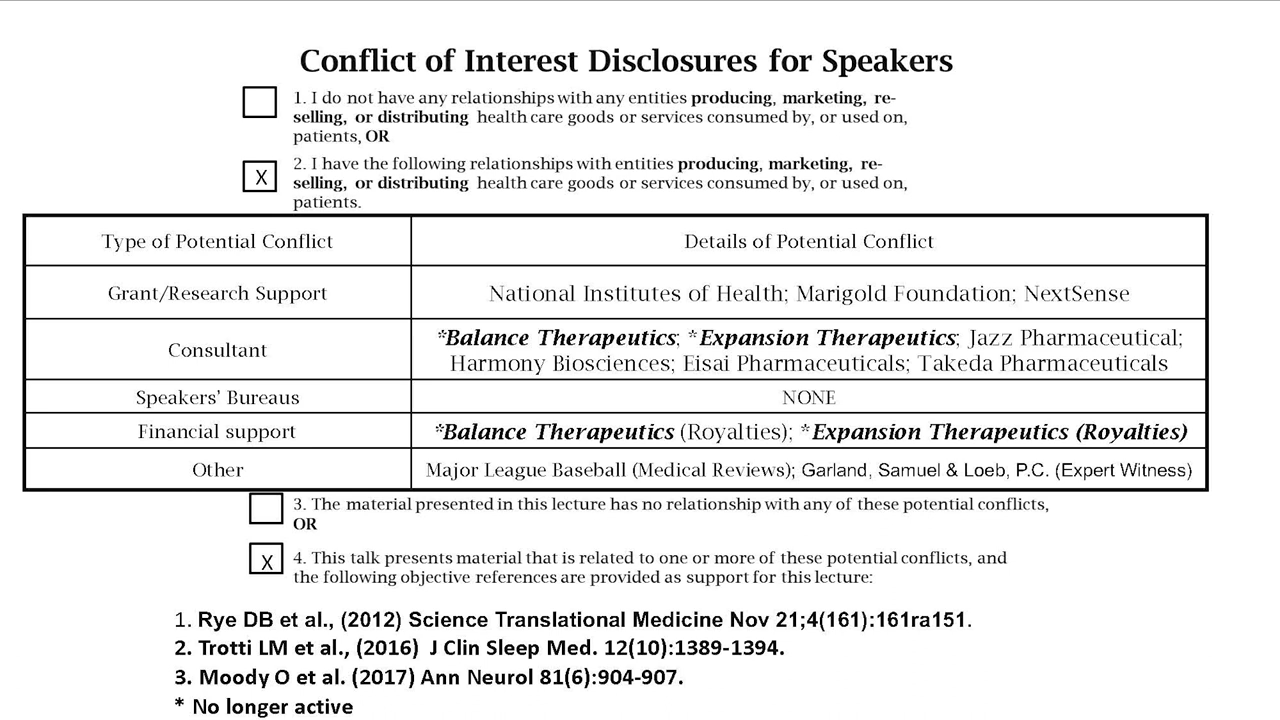 Conflict of Interest Disclosures for Speakers
1. I do not have any relationships with any entities producing, marketing, re-
selling, or distributing health care goods or services consumed by, or used on,
patients, OR
X
2. I have the following relationships with entities producing, marketing, re-
selling, or distributing health care goods or services consumed by, or used on,
patients.
Type of Potential Conflict
Details of Potential Conflict
Grant/Research Support
National Institutes of Health; Marigold Foundation; NextSense
Consultant
*Balance Therapeutics; *Expansion Therapeutics; Jazz Pharmaceutical;
Harmony Biosciences; Eisai Pharmaceuticals; Takeda Pharmaceuticals
Speakers' Bureaus
NONE
Financial support
*Balance Therapeutics (Royalties); *Expansion Therapeutics (Royalties)
Other
Major League Baseball (Medical Reviews); Garland, Samuel & Loeb, P.C. (Expert Witness)
3. The material presented in this lecture has no relationship with any of these potential conflicts,
OR
X
4. This talk presents material that is related to one or more of these potential conflicts, and
the following objective references are provided as support for this lecture:
1. Rye DB et al., (2012) Science Translational Medicine Nov 21;4(161):161ra151.
2. Trotti LM et al., (2016) J Clin Sleep Med. 12(10):1389-1394.
3. Moody O et al. (2017) Ann Neurol 81(6):904-907.
* No longer active